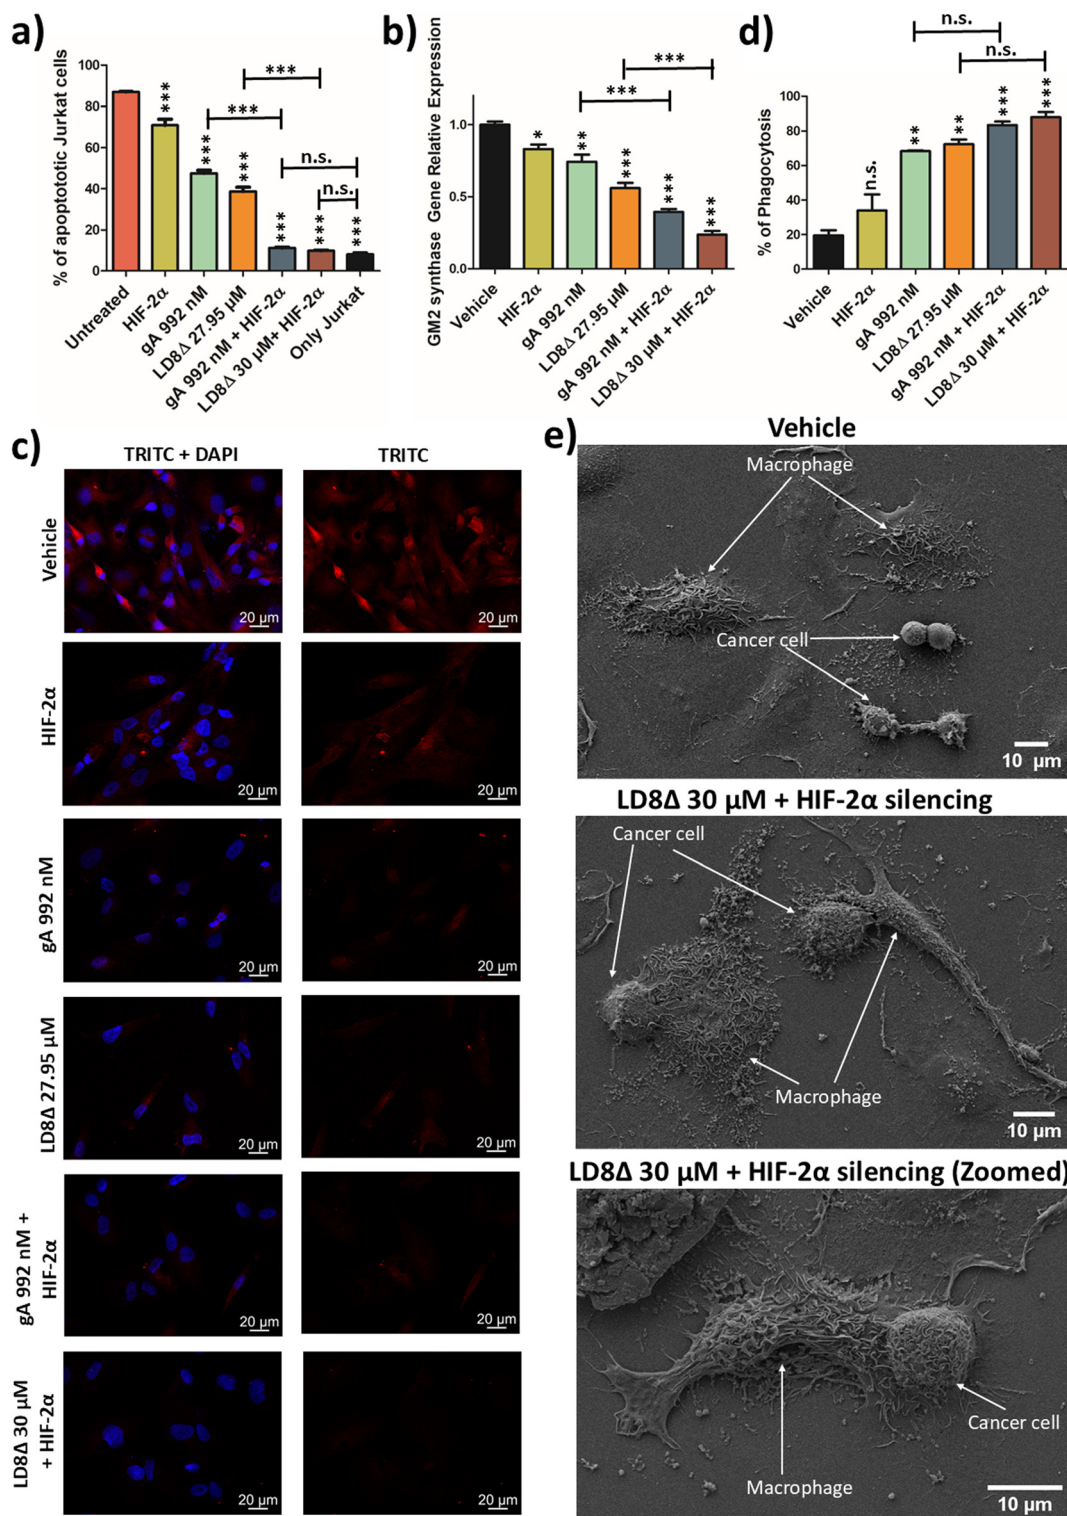 a)
% of apoptototic Jurkat cells
100
80
60
40
20
0
***
***
***
***
***
***
***
***
n.s.
n.s.
Untreated
HIF-2α
gA 992 nM
LD8Δ 27.95 µM
gA 992 nM + HIF-2α
LD8Δ 30 µM+ HIF-2α
Only Jurkat
b)
GM2 synthase Gene Relative Expression
1.0
0.5
0.0
*
**
***
***
***
***
***
Vehicle
HIF-2α
gA 992 nM
LD8Δ 27.95 µM
gA 992 nM + HIF-2α
LD8Δ 30 µM + HIF-2α
d)
% of Phagocytosis
100
80
60
40
20
0
n.s.
**
**
***
***
n.s.
n.s.
Vehicle
HIF-2α
gA 992 nM
LD8Δ 27.95 µM
gA 992 nM + HIF-2α
LD8Δ 30 µM + HIF-2α
c)
TRITC + DAPI
TRITC
Vehicle
20 µm
20 µm
HIF-2α
20 µm
20 µm
gA 992 nM
20 µm
20 µm
LD8Δ 27.95 µM
20 µm
20 µm
gA 992 nM +
HIF-2α
20 µm
20 µm
LD8Δ 30 µM
+ HIF-2α
20 µm
20 µm
e)
Vehicle
Macrophage
Cancer cell
10 µm
LD8Δ 30 µM + HIF-2α silencing
Cancer cell
Macrophage
10 µm
LD8Δ 30 µM + HIF-2α silencing (Zoomed)
Cancer cell
Macrophage
10 µm